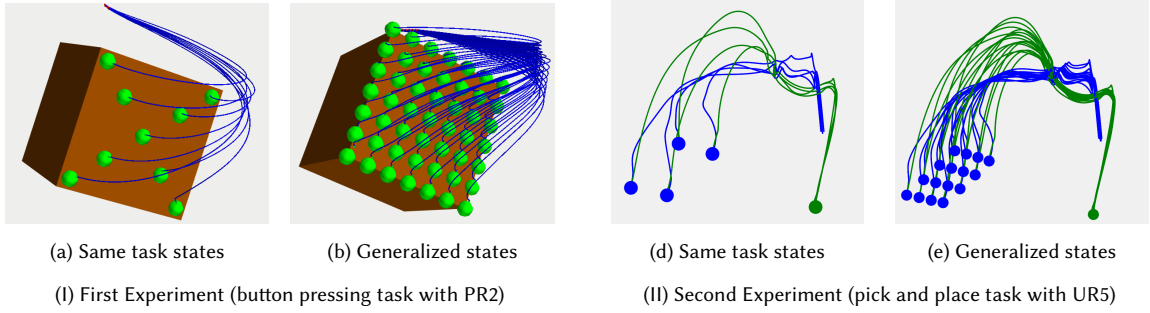 (a) Same task states
(b) Generalized states
(d) Same task states
(e) Generalized states
(I) First Experiment (button pressing task with PR2)
(II) Second Experiment (pick and place task with UR5)